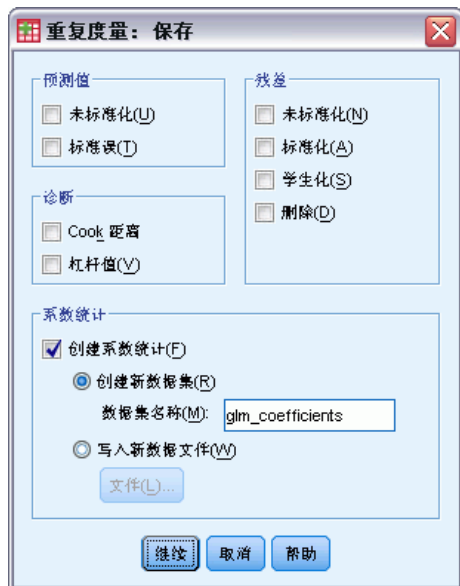 重复度量：保存
预测值
未标准化(U)
标准误(T)
诊断
Cook 距离
杠杆值(V)
残差
未标准化(N)
标准化(A)
学生化(S)
删除(D)
系数统计
创建系数统计(F)
创建新数据集(R)
数据集名称(M): glm_coefficients
写入新数据文件(W)
文件(L)...
继续 取消 帮助